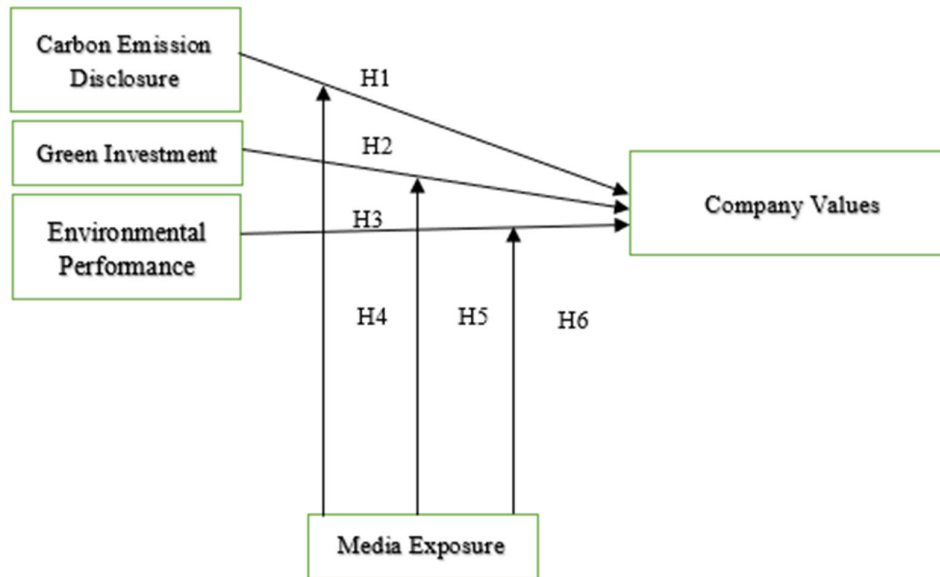 Carbon Emission
Disclosure
H1
Green Investment
H2
Company Values
Environmental
Performance
H3
H4
H5
H6
Media Exposure